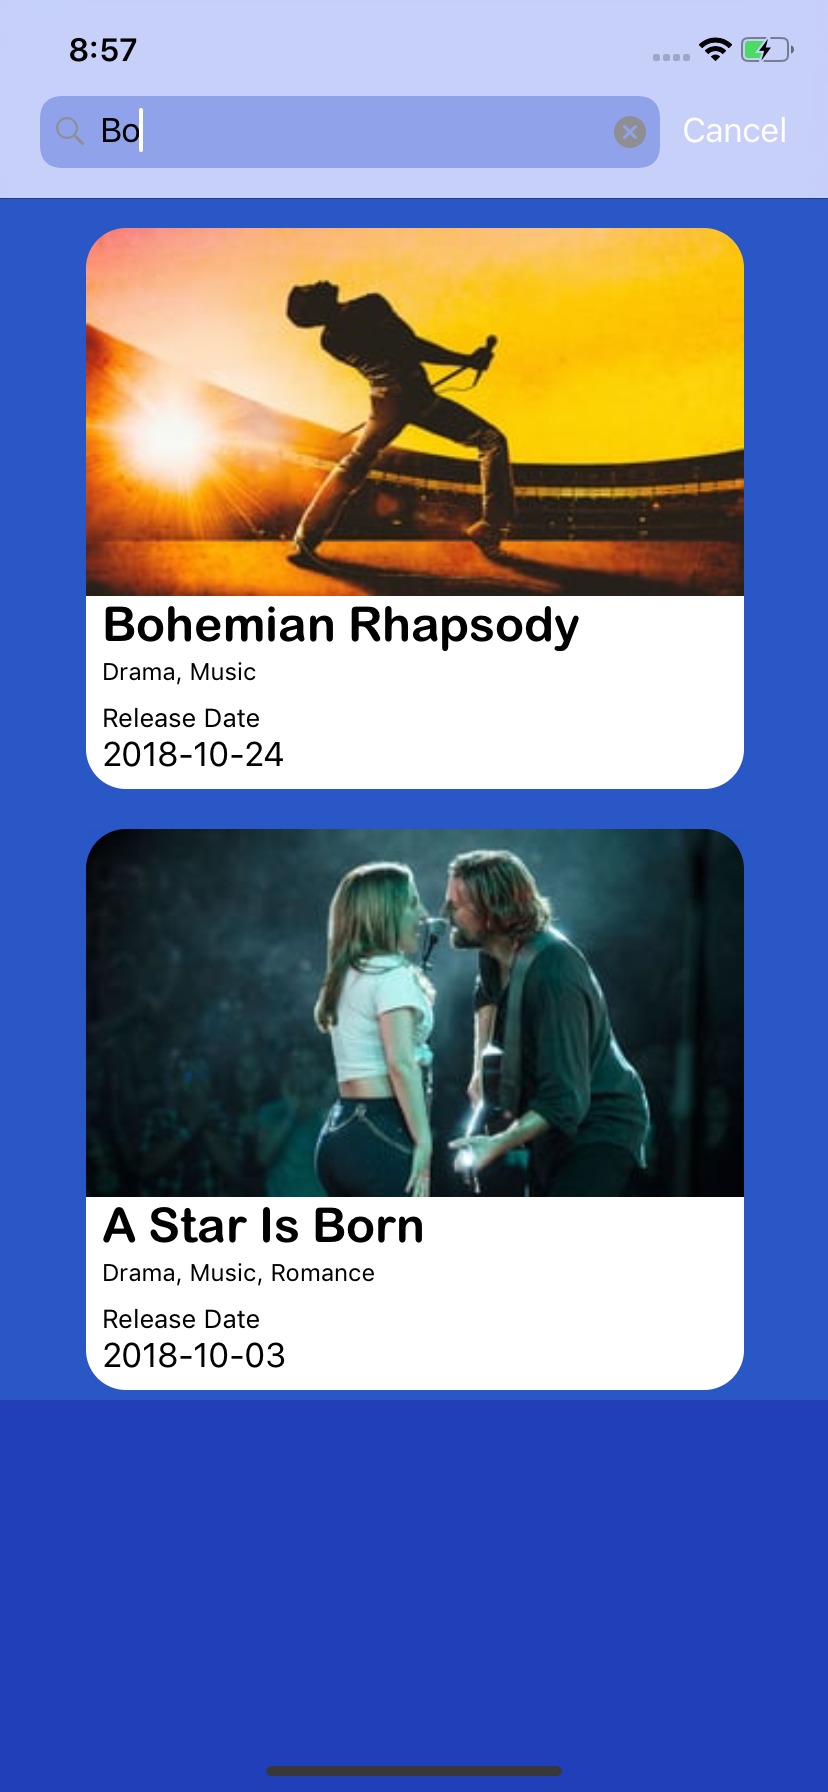 8:57
Bo
Cancel
Bohemian Rhapsody
Drama, Music
Release Date
2018-10-24
A Star Is Born
Drama, Music, Romance
Release Date
2018-10-03